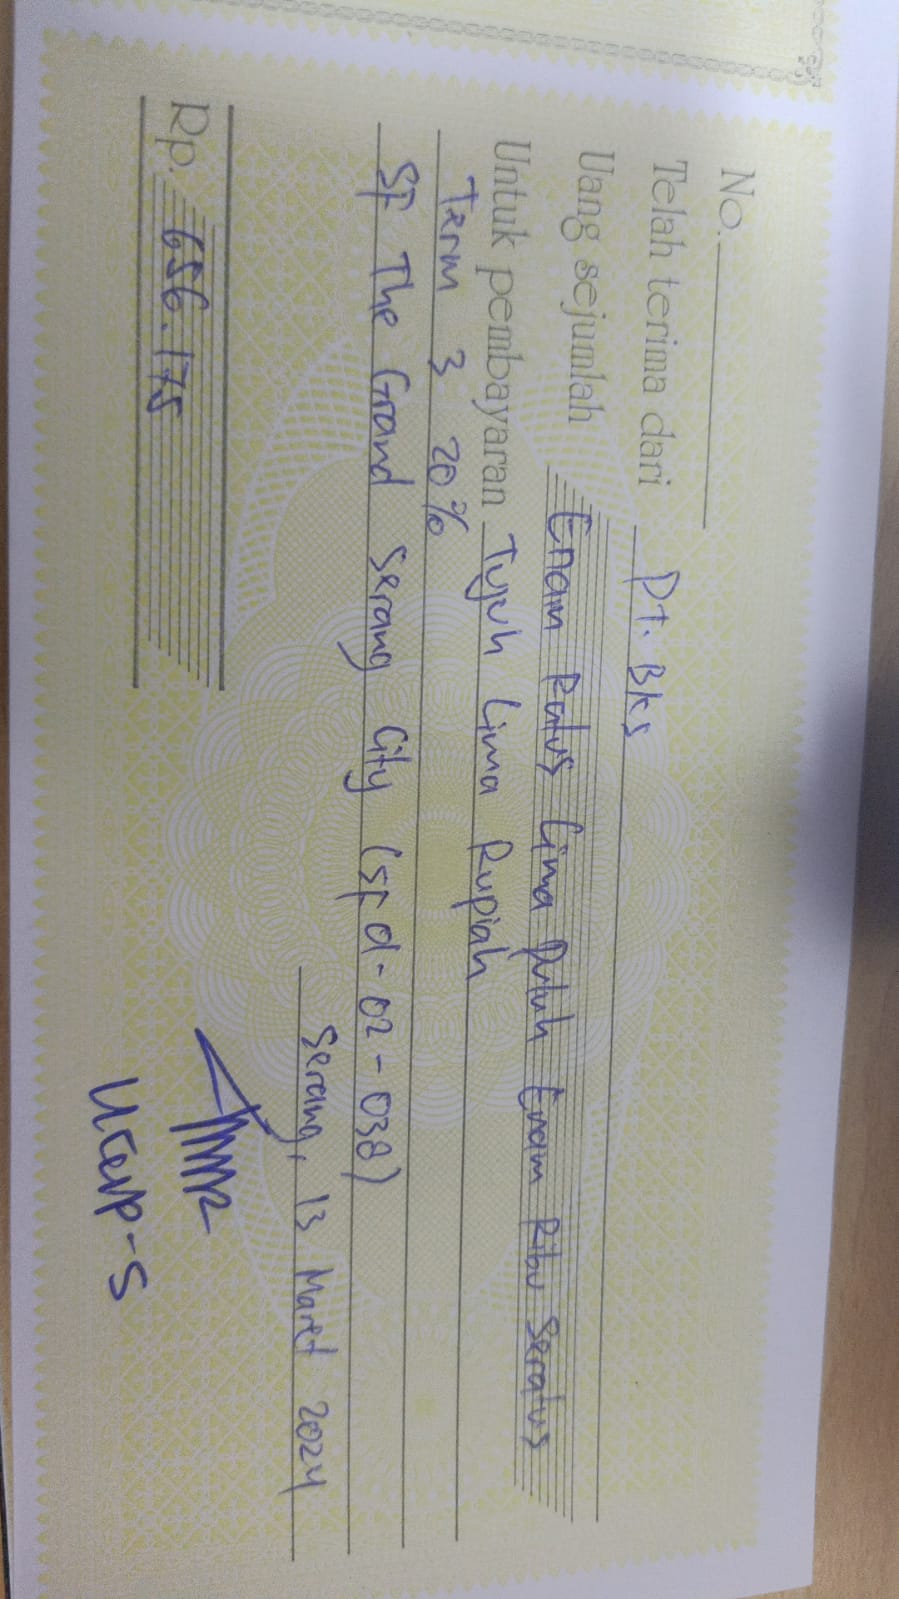 No.
Telah terima dari PT. BKS
Uang sejumlah Enam Ratus Lima Puluh Enam Ribu Seratus
Untuk pembayaran Tujuh Lima Rupiah
Term 3 20%
SF The Grand Serang City (SF d-02-038)
Serang, 13 Maret 2024
Rp. 656.175